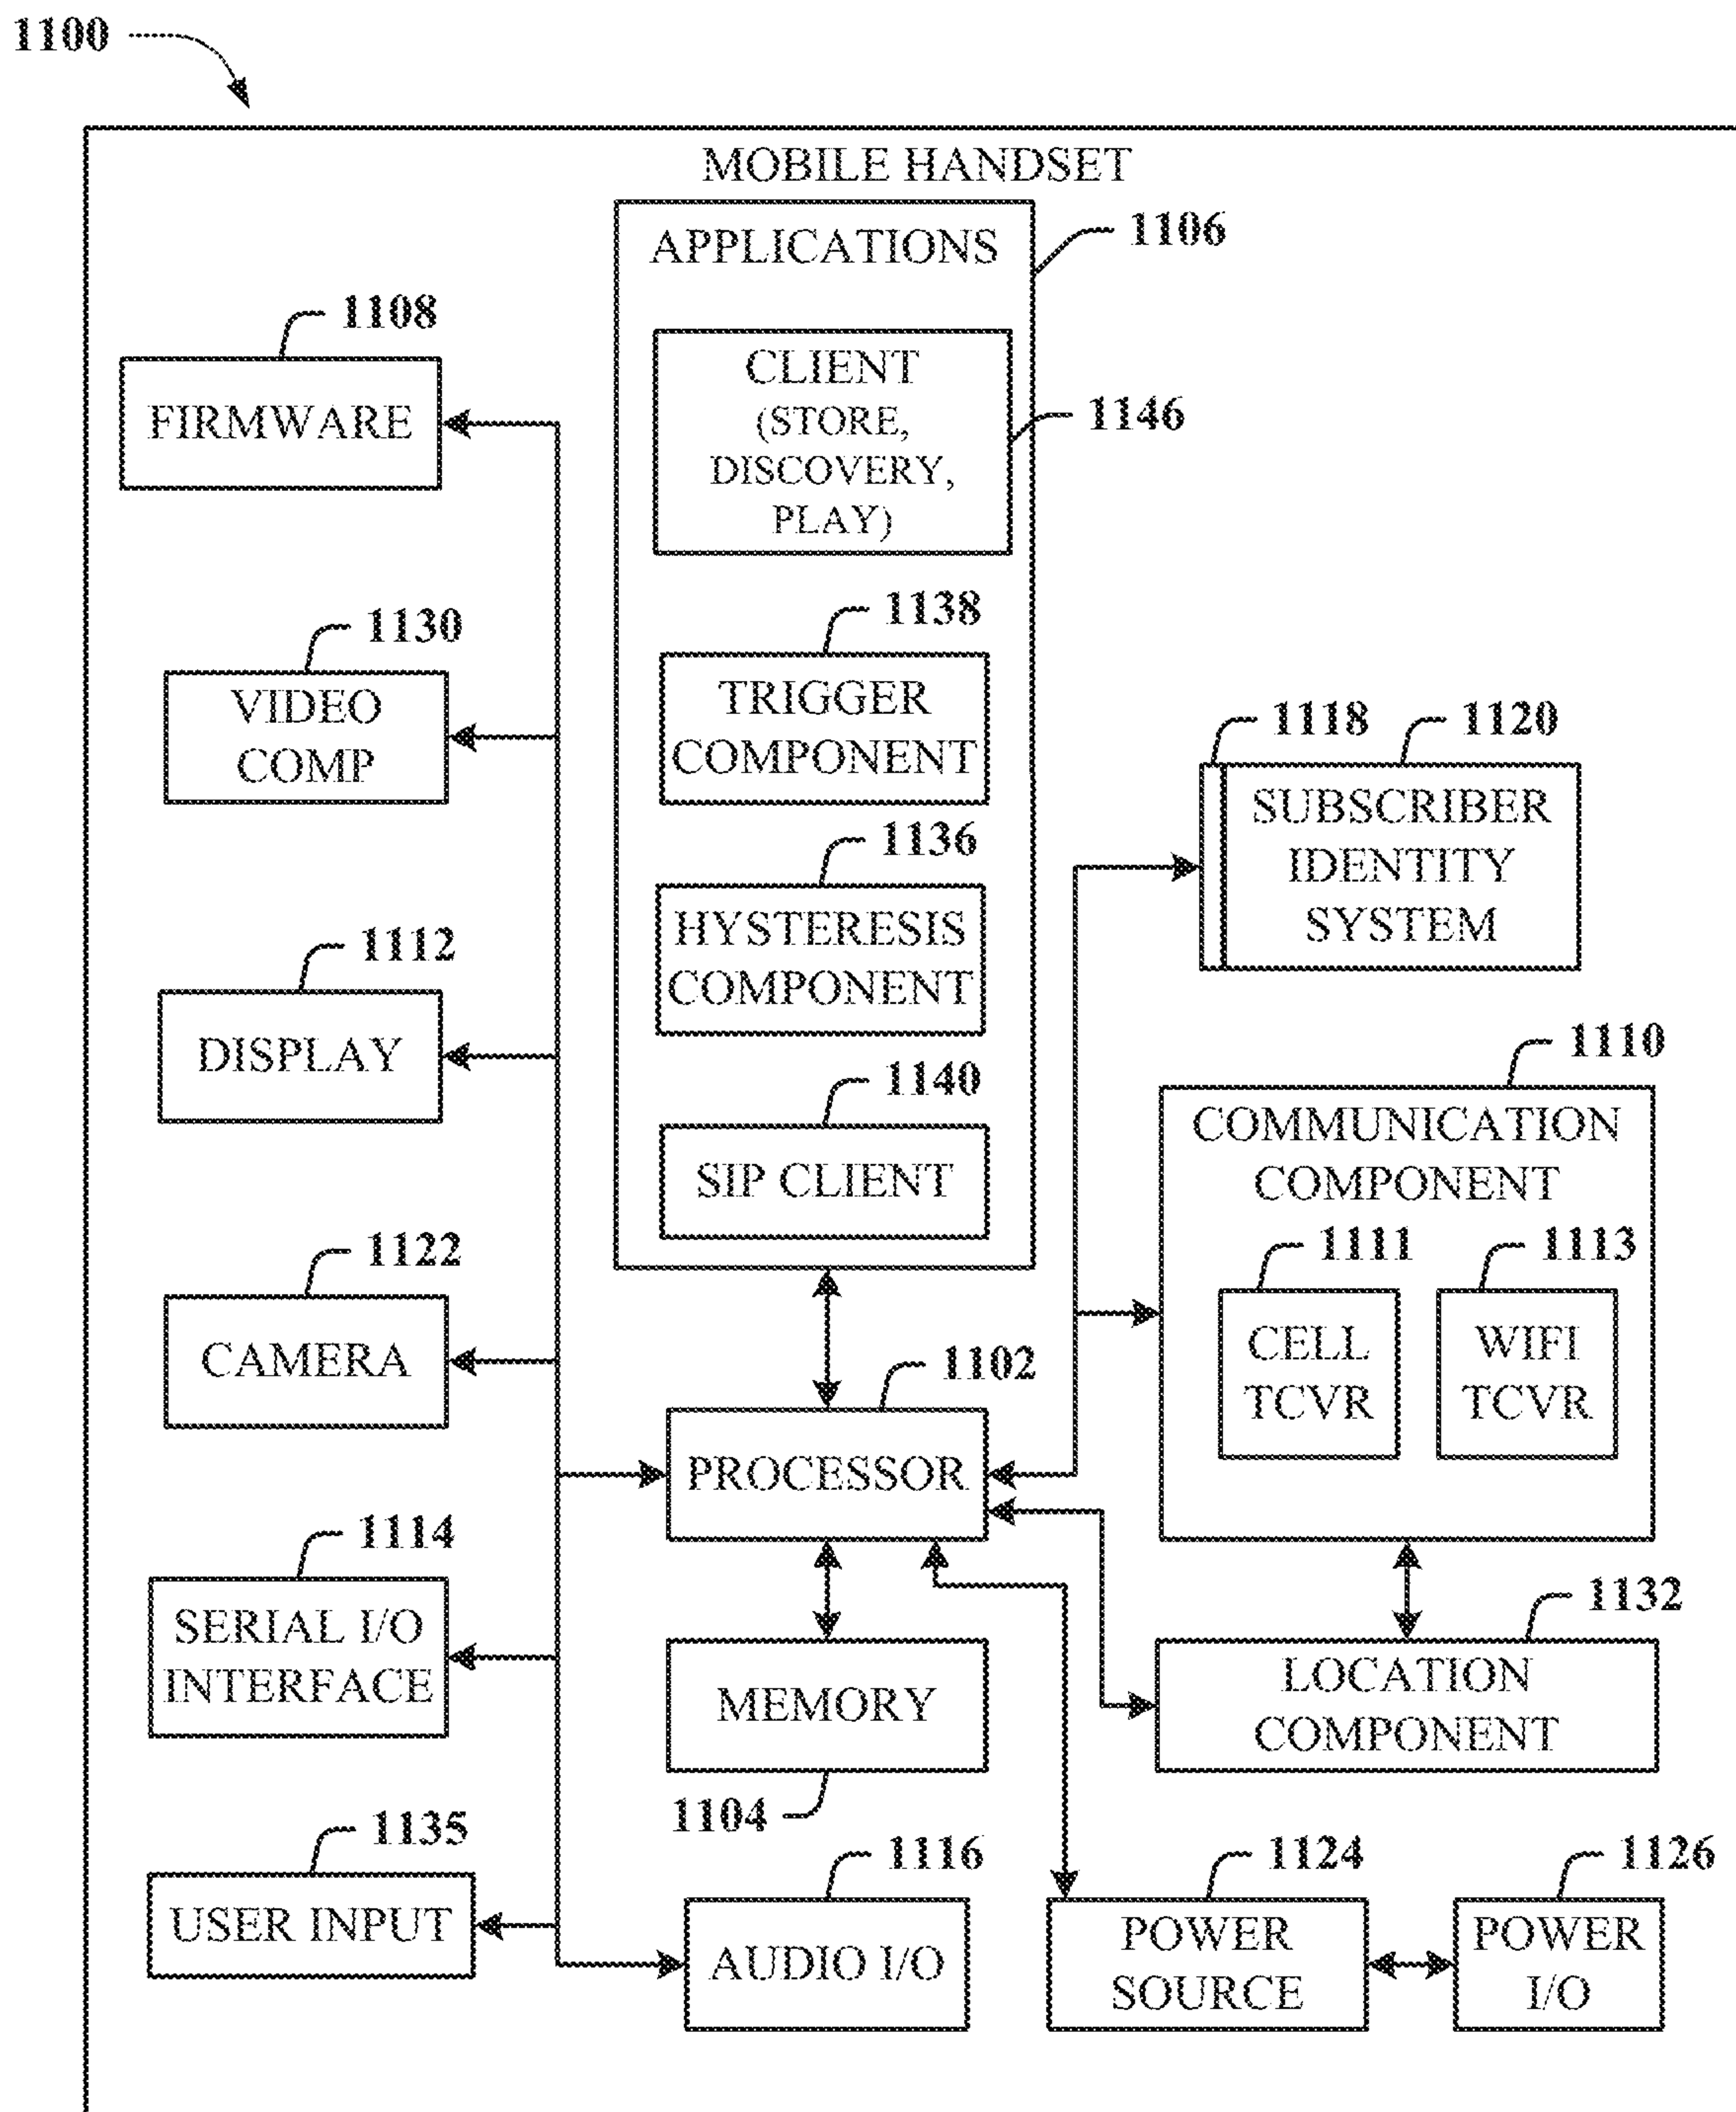 1100
MOBILE HANDSET
APPLICATIONS
1106
CLIENT
(STORE,
DISCOVERY,
PLAY)
1146
1138
TRIGGER
COMPONENT
1136
HYSTERESIS
COMPONENT
1140
SIP CLIENT
1108
FIRMWARE
1130
VIDEO
COMP
1112
DISPLAY
1122
CAMERA
1114
SERIAL I/O
INTERFACE
1135
USER INPUT
1102
PROCESSOR
MEMORY
1104
1116
AUDIO I/O
1118
1120
SUBSCRIBER
IDENTITY
SYSTEM
1110
COMMUNICATION
COMPONENT
1111
CELL
TCVR
1113
WIFI
TCVR
1132
LOCATION
COMPONENT
1124
POWER
SOURCE
1126
POWER
I/O